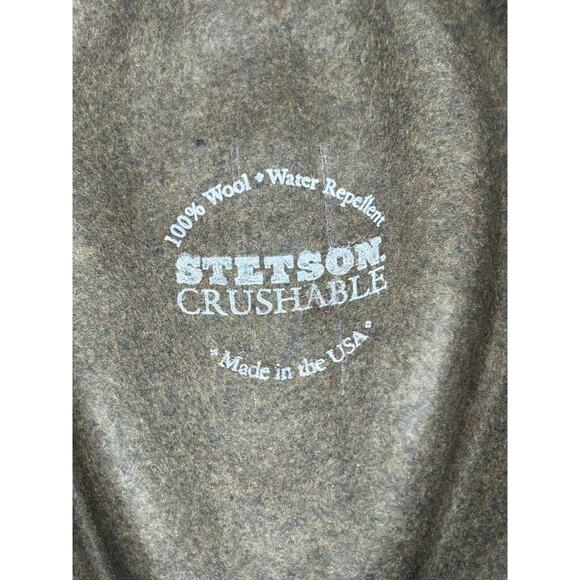 100% Wool • Water Repellent
STETSON.
CRUSHABLE
• Made in the USA •